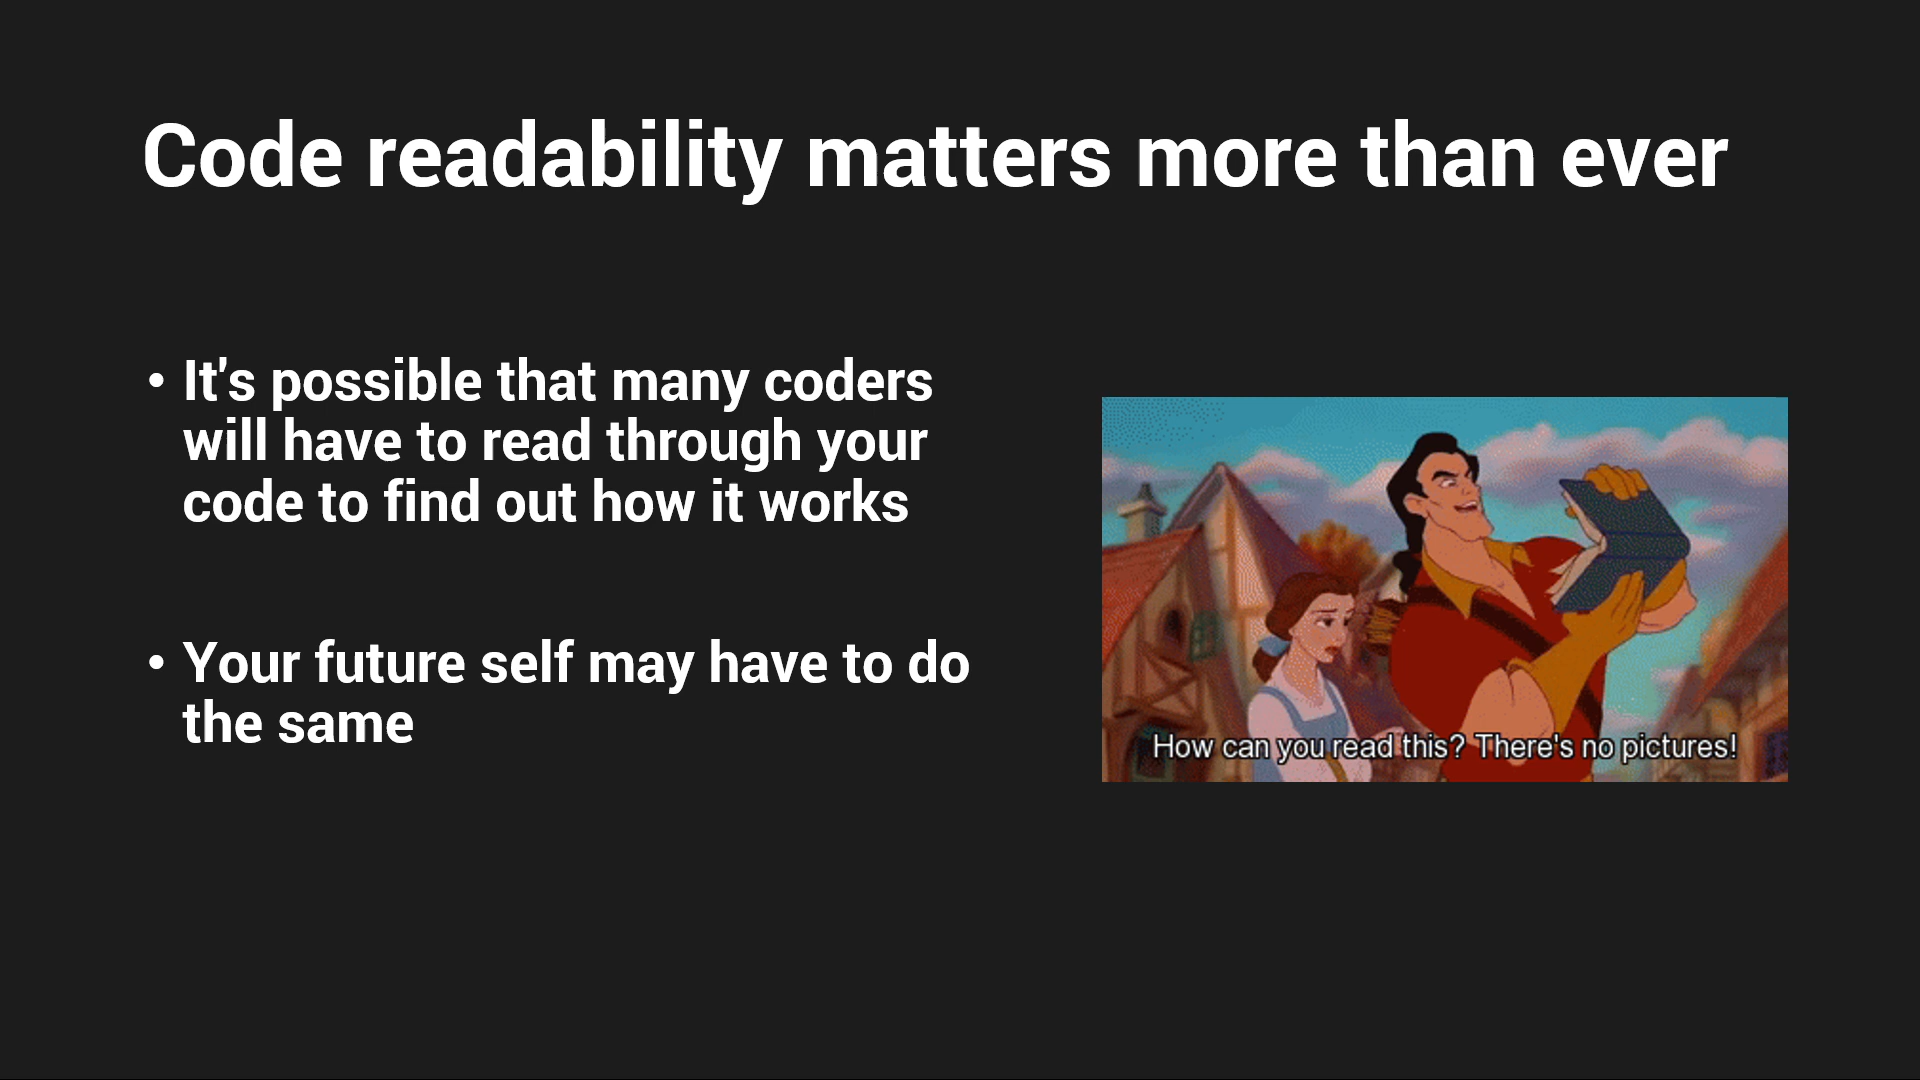 Code readability matters more than ever
• It's possible that many coders
will have to read through your
code to find out how it works
• Your future self may have to do
the same
How can you read this? There's no pictures!